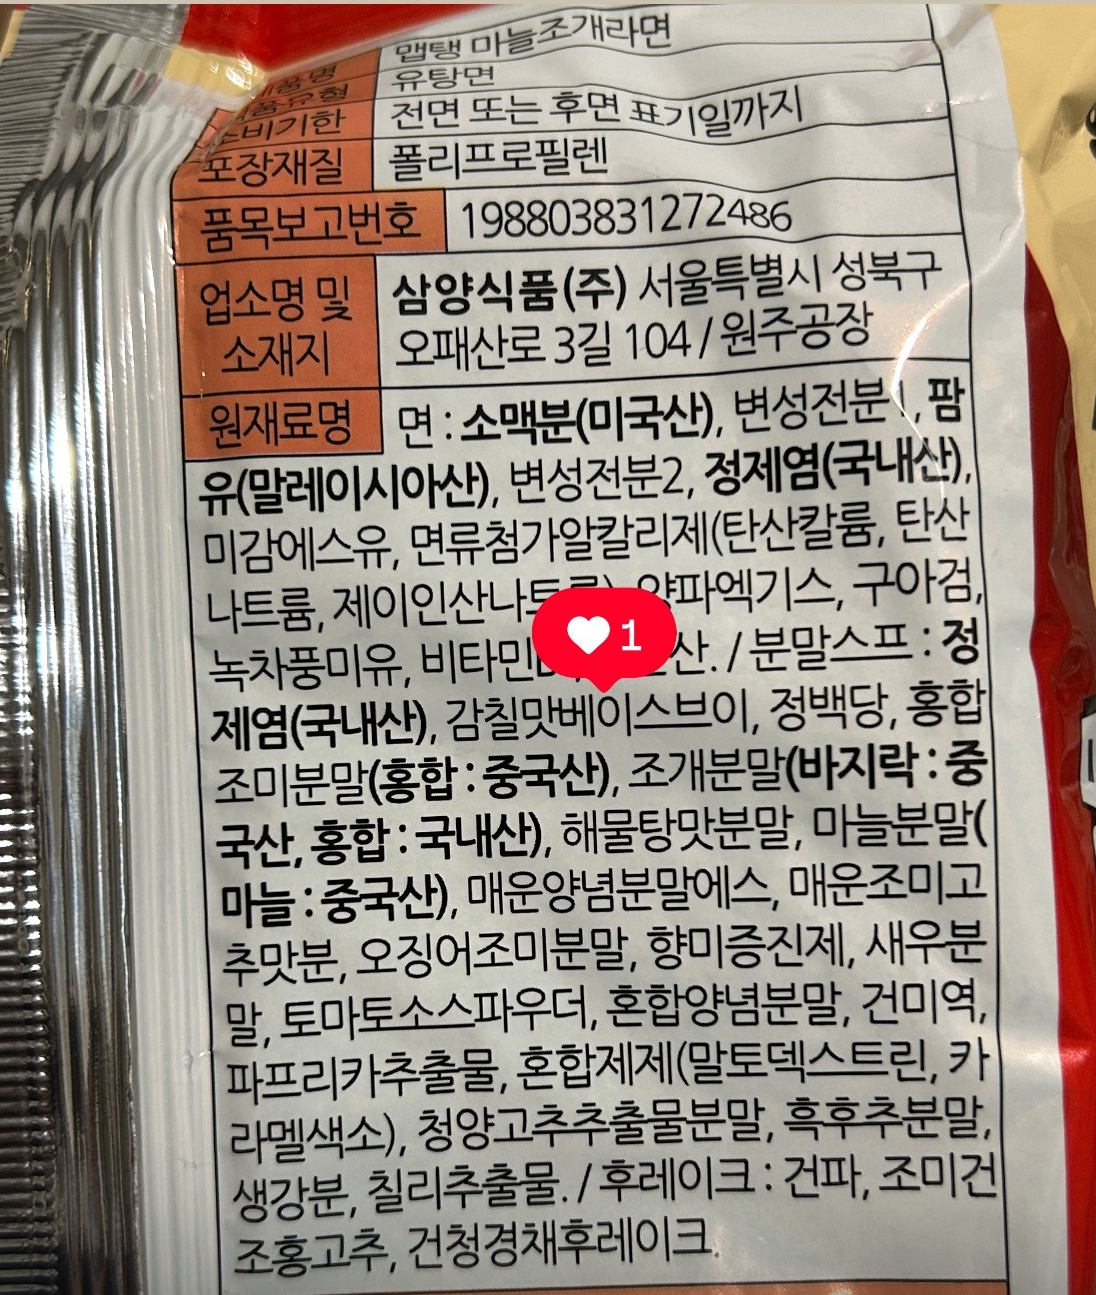 맵탱 마늘조개라면
유탕면
소비기한 전면 또는 후면 표기일까지
포장재질 폴리프로필렌
품목보고번호 198803831272486
업소명 및 소재지 삼양식품(주) 서울특별시 성북구
오패산로 3길 104 / 원주공장
원재료명 면 : 소맥분(미국산), 변성전분, 팜
유(말레이시아산), 변성전분2, 정제염(국내산),
미감에스유, 면류첨가알칼리제(탄산칼륨, 탄산
나트륨, 제이인산나트륨), 양파엑기스, 구아검,
녹차풍미유, 비타민 산. / 분말스프 : 정
제염(국내산), 감칠맛베이스브이, 정백당, 홍합
조미분말(홍합 : 중국산), 조개분말(바지락 : 중
국산, 홍합 : 국내산), 해물탕맛분말, 마늘분말(
마늘 : 중국산), 매운양념분말에스, 매운조미고
추맛분, 오징어조미분말, 향미증진제, 새우분
말, 토마토소스파우더, 혼합양념분말, 건미역,
파프리카추출물, 혼합제제(말토덱스트린, 카
라멜색소), 청양고추추출물분말, 흑후추분말,
생강분, 칠리추출물. / 후레이크 : 건파, 조미건
조홍고추, 건청경채후레이크.
1